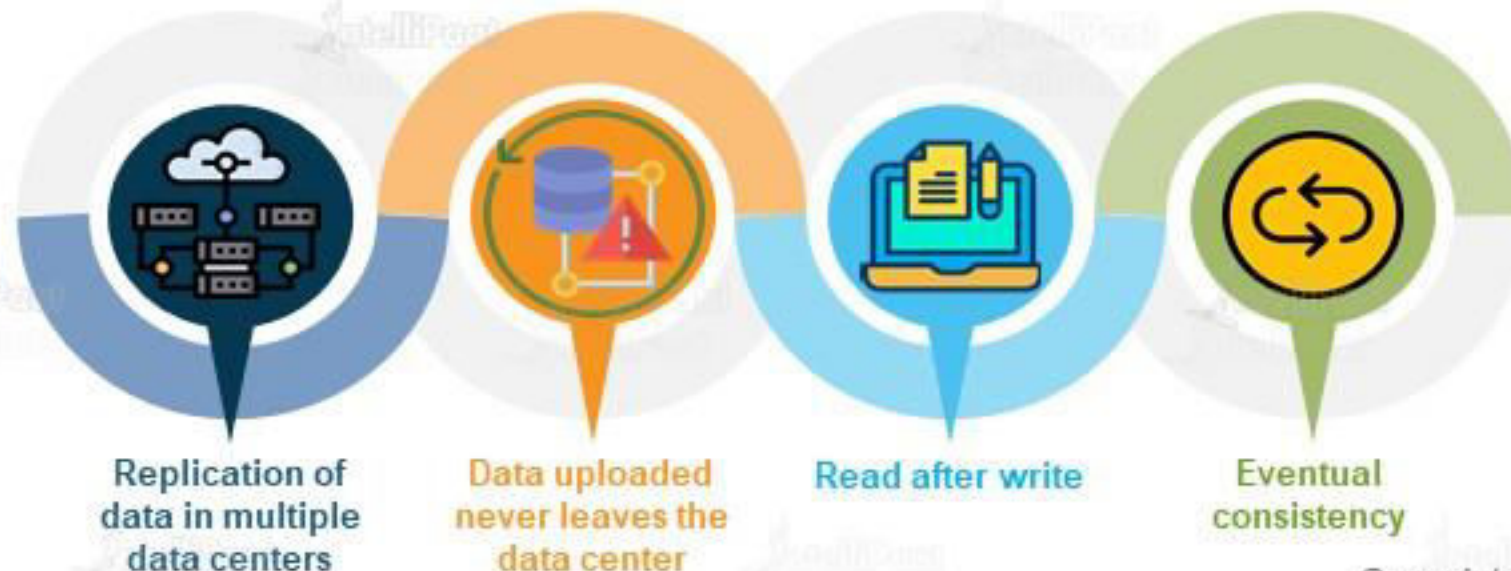 Replication of
data in multiple
data centers
Data uploaded
never leaves the
data center
Read after write
Eventual
consistency